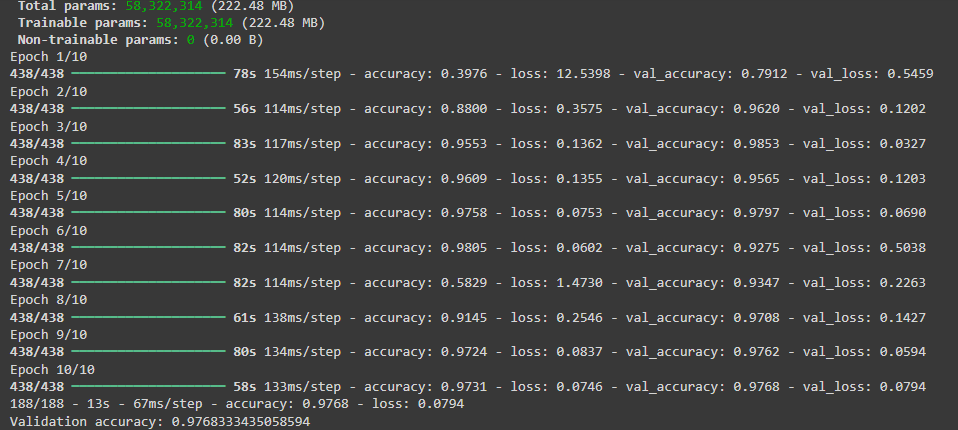 Total params: 58,322,314 (222.48 MB)
Trainable params: 58,322,314 (222.48 MB)
Non-trainable params: 0 (0.00 B)
Epoch 1/10
438/438 ━━━━━━━━━━━━━━━━━━━━ 78s 154ms/step - accuracy: 0.3976 - loss: 12.5398 - val_accuracy: 0.7912 - val_loss: 0.5459
Epoch 2/10
438/438 ━━━━━━━━━━━━━━━━━━━━ 56s 114ms/step - accuracy: 0.8800 - loss: 0.3575 - val_accuracy: 0.9620 - val_loss: 0.1202
Epoch 3/10
438/438 ━━━━━━━━━━━━━━━━━━━━ 83s 117ms/step - accuracy: 0.9553 - loss: 0.1362 - val_accuracy: 0.9853 - val_loss: 0.0327
Epoch 4/10
438/438 ━━━━━━━━━━━━━━━━━━━━ 52s 120ms/step - accuracy: 0.9609 - loss: 0.1355 - val_accuracy: 0.9565 - val_loss: 0.1203
Epoch 5/10
438/438 ━━━━━━━━━━━━━━━━━━━━ 80s 114ms/step - accuracy: 0.9758 - loss: 0.0753 - val_accuracy: 0.9797 - val_loss: 0.0690
Epoch 6/10
438/438 ━━━━━━━━━━━━━━━━━━━━ 82s 114ms/step - accuracy: 0.9805 - loss: 0.0602 - val_accuracy: 0.9275 - val_loss: 0.5038
Epoch 7/10
438/438 ━━━━━━━━━━━━━━━━━━━━ 82s 114ms/step - accuracy: 0.5829 - loss: 1.4730 - val_accuracy: 0.9347 - val_loss: 0.2263
Epoch 8/10
438/438 ━━━━━━━━━━━━━━━━━━━━ 61s 138ms/step - accuracy: 0.9145 - loss: 0.2546 - val_accuracy: 0.9708 - val_loss: 0.1427
Epoch 9/10
438/438 ━━━━━━━━━━━━━━━━━━━━ 80s 134ms/step - accuracy: 0.9724 - loss: 0.0837 - val_accuracy: 0.9762 - val_loss: 0.0594
Epoch 10/10
438/438 ━━━━━━━━━━━━━━━━━━━━ 58s 133ms/step - accuracy: 0.9731 - loss: 0.0746 - val_accuracy: 0.9768 - val_loss: 0.0794
188/188 - 13s - 67ms/step - accuracy: 0.9768 - loss: 0.0794
Validation accuracy: 0.9768333435058594